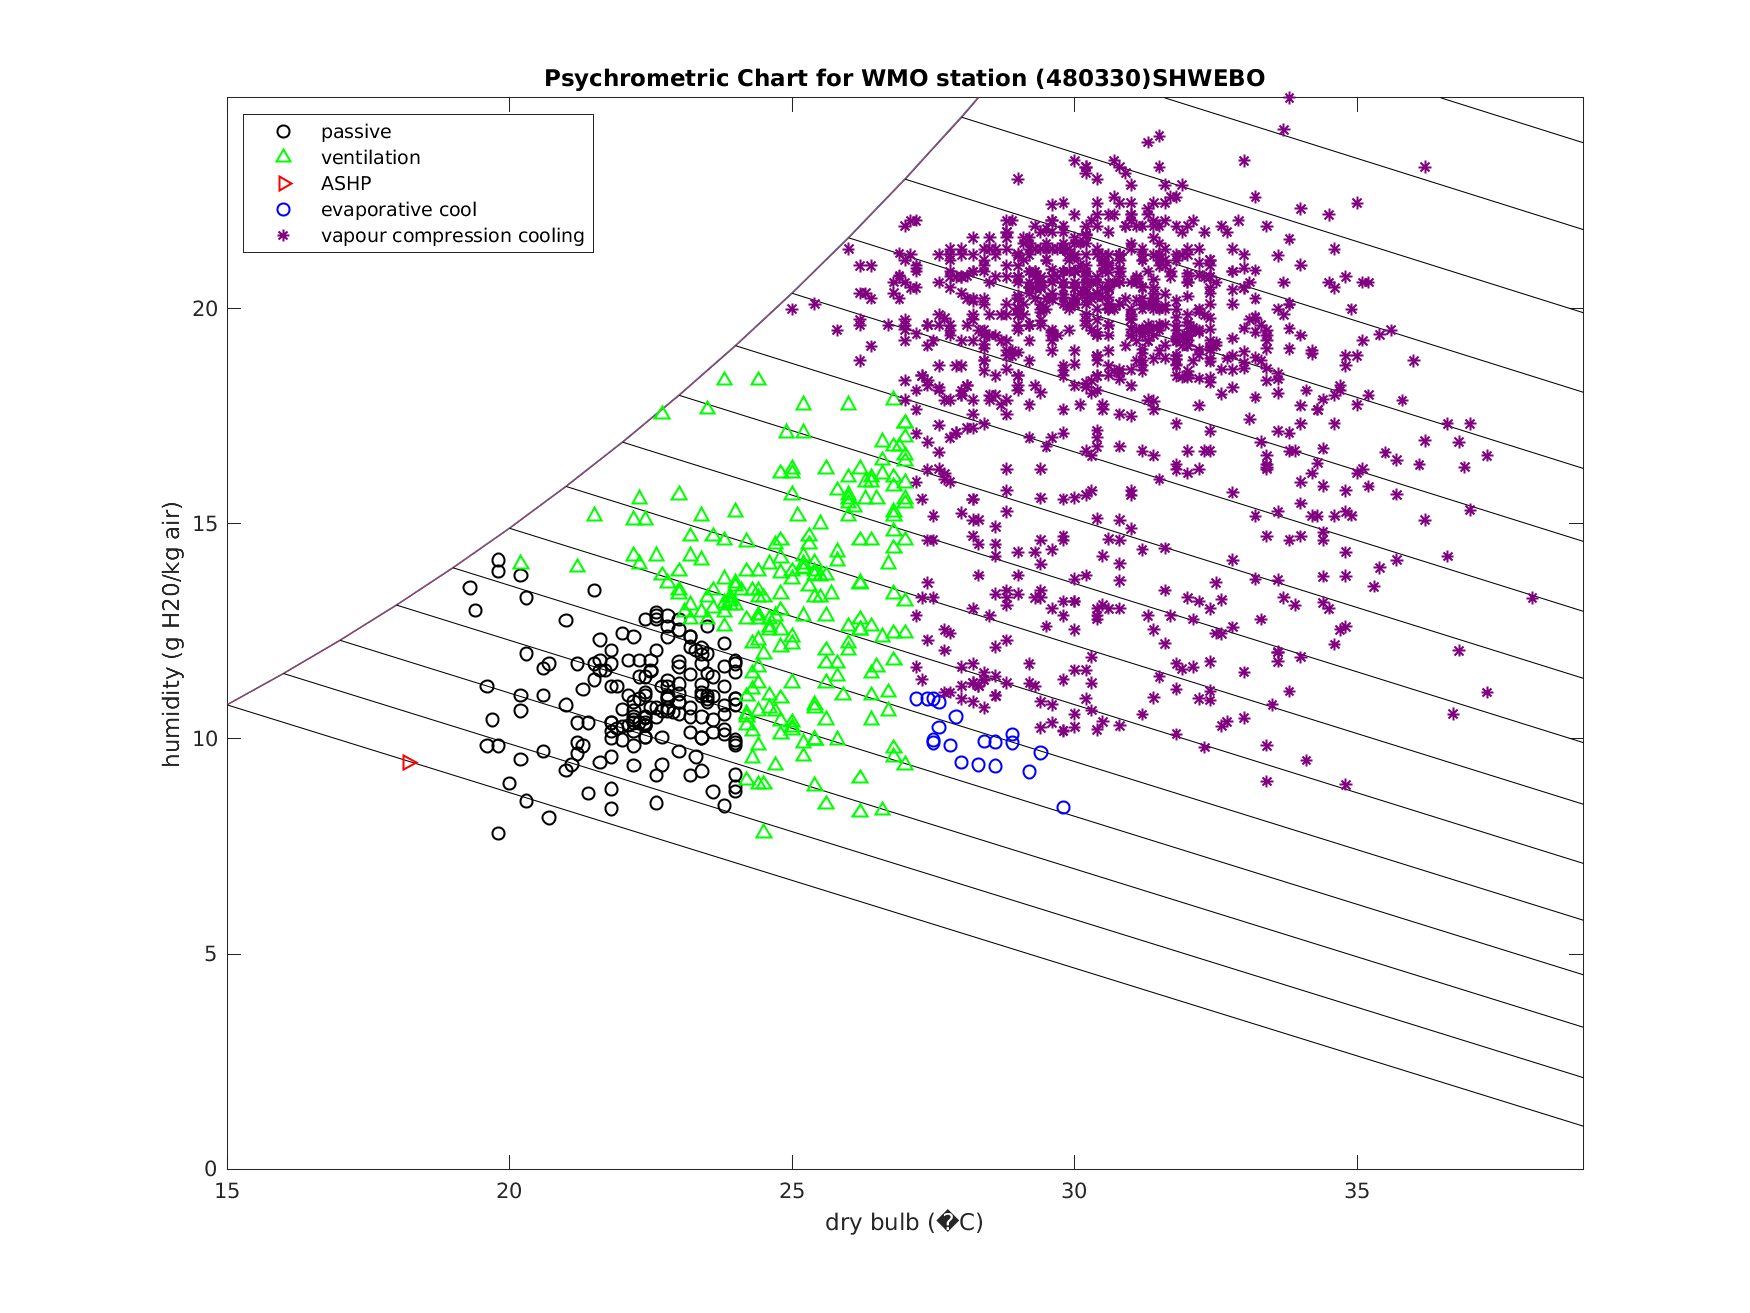 Psychrometric Chart for WMO station (480330)SHWEBO
passive
ventilation
ASHP
evaporative cool
vapour compression cooling
humidity (g H20/kg air)
20
15
10
5
0
15 20 25 30 35
dry bulb (�C)